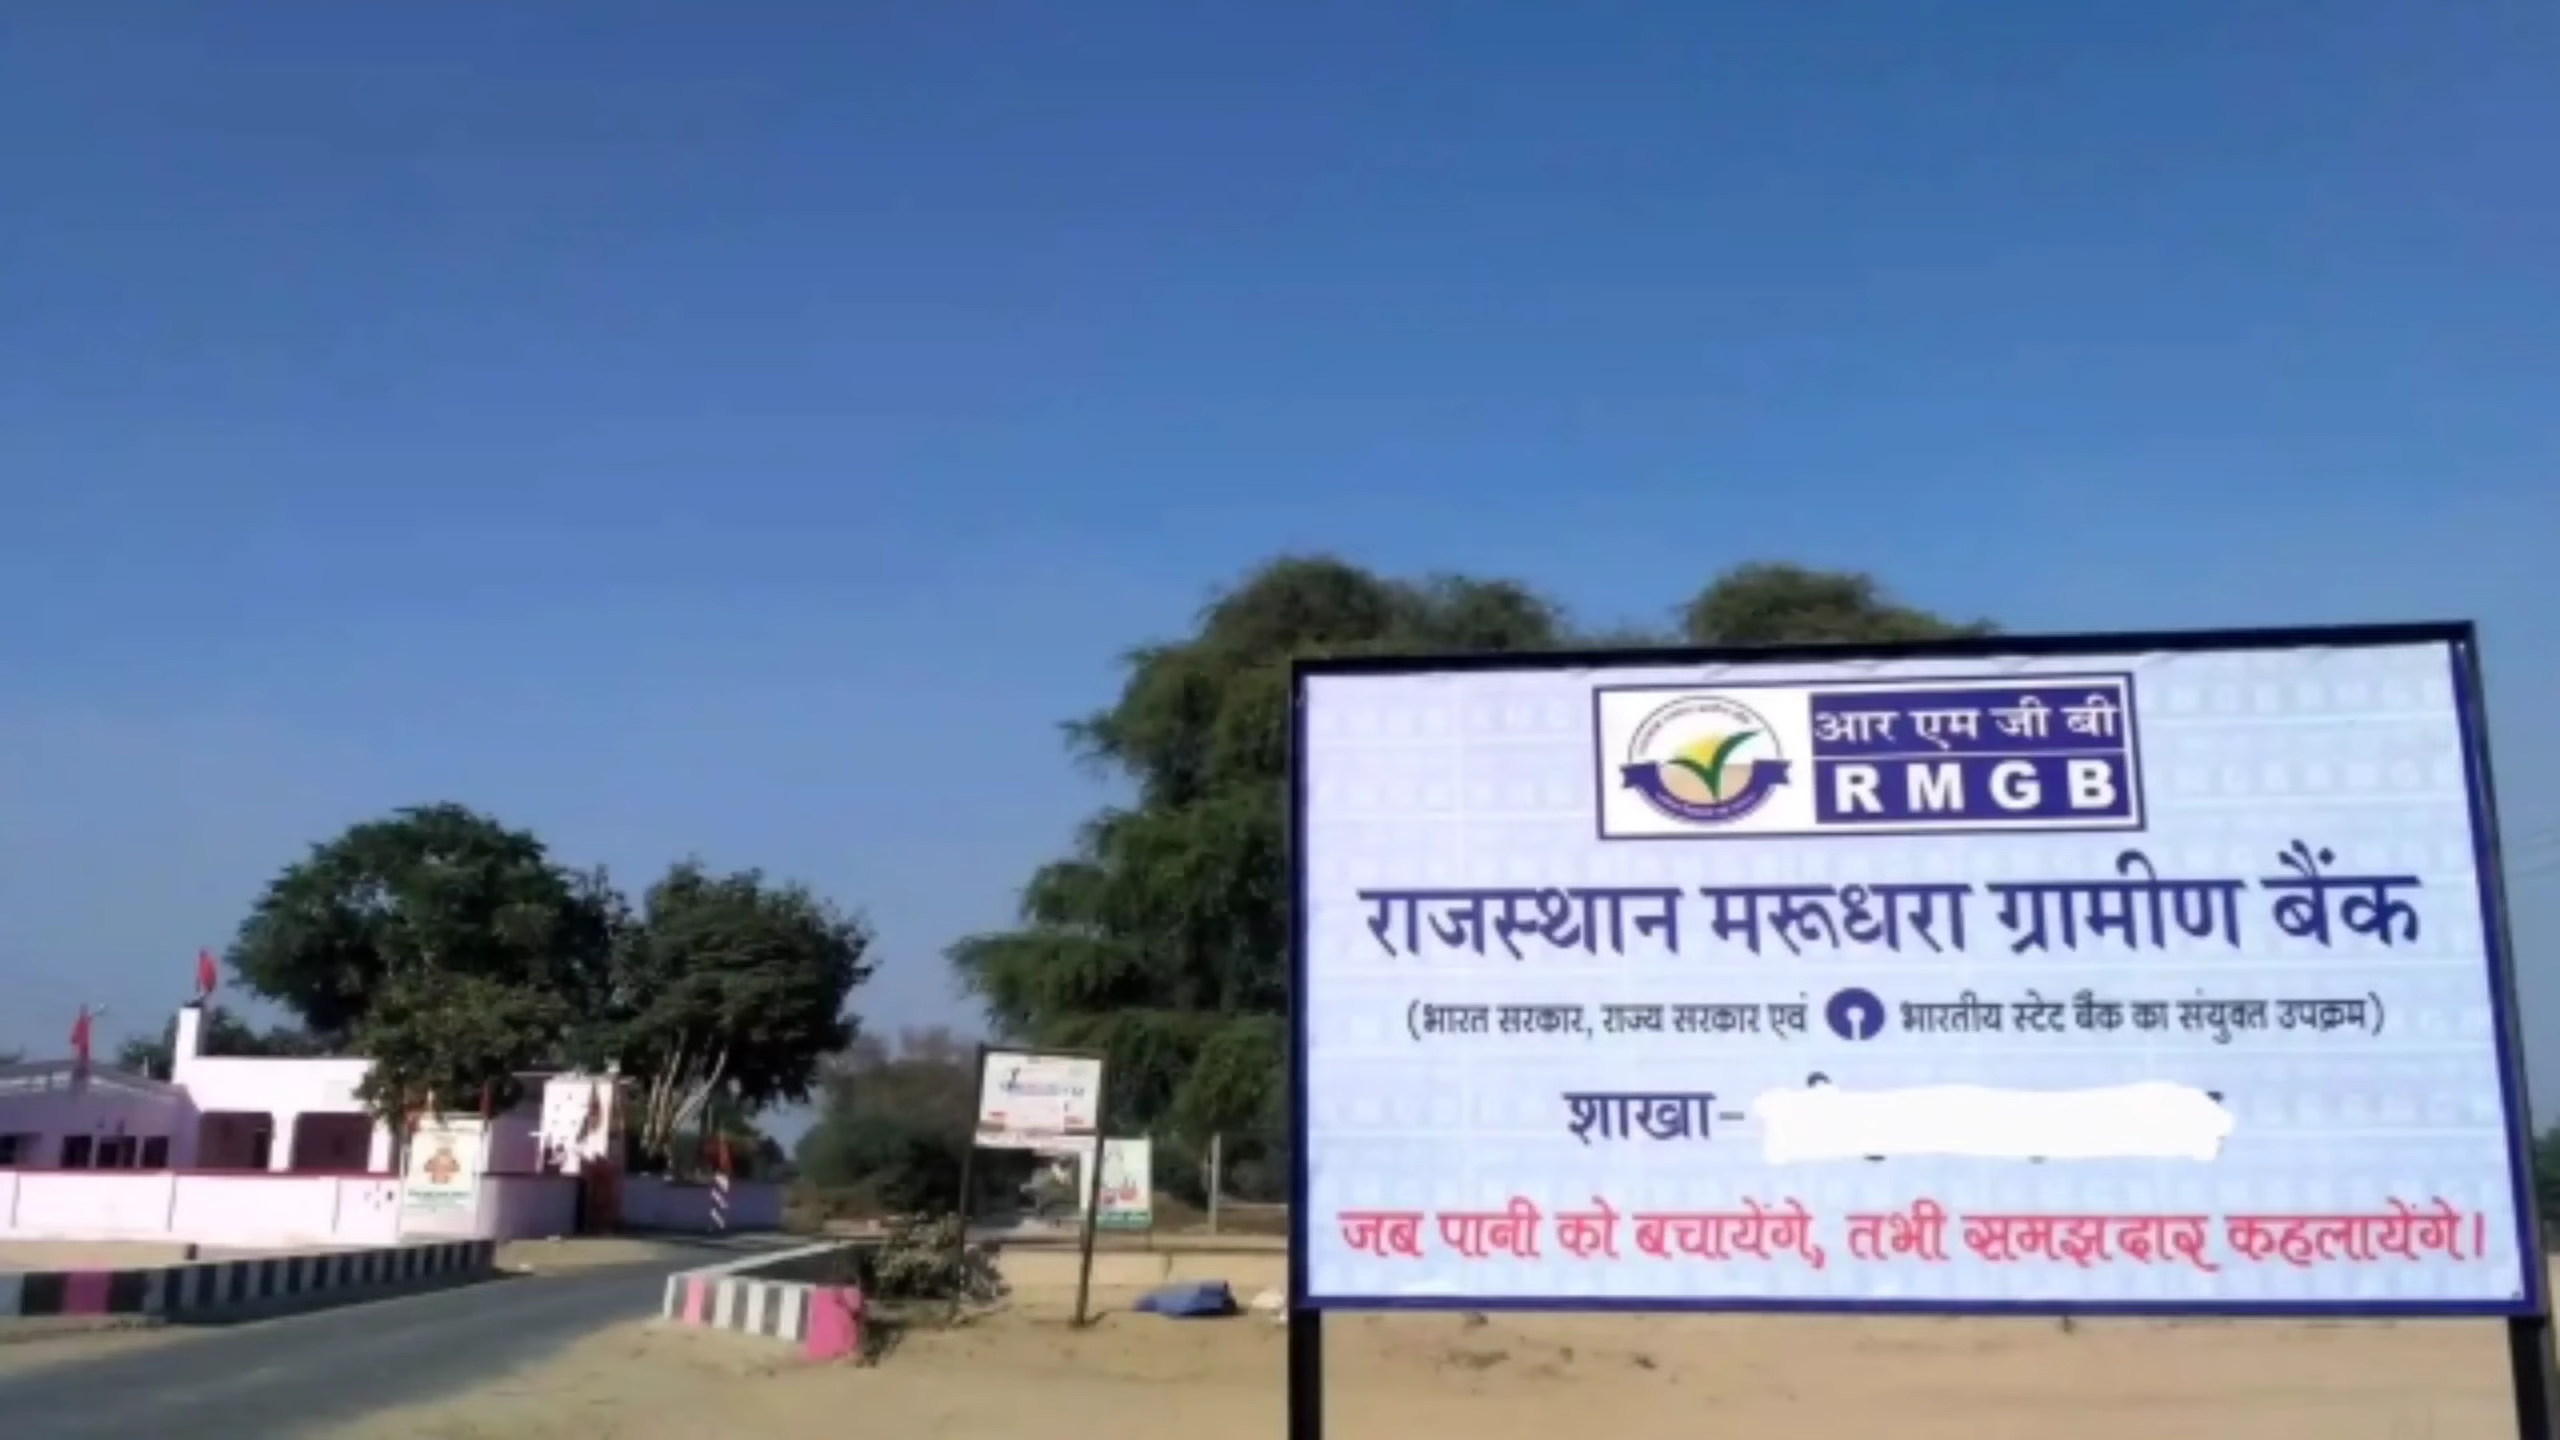 आर एम जी बी
RMGB
राजस्थान मरूधरा ग्रामीण बैंक
(भारत सरकार, राज्य सरकार एवं भारतीय स्टेट बैंक का संयुक्त उपक्रम)
शाखा-
जब पानी को बचायेंगे, तभी समझदार कहलायेंगे।